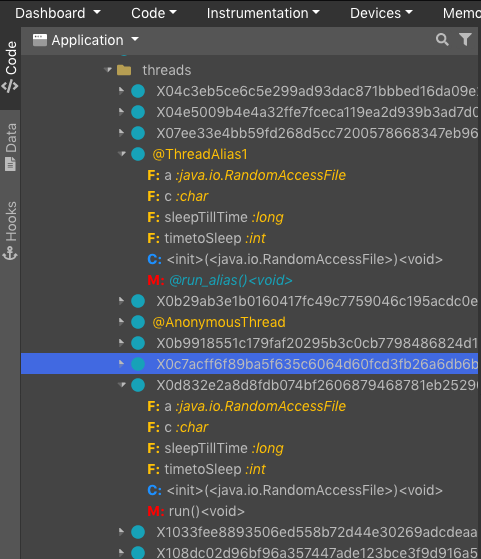 Dashboard Code Instrumentation Devices Memo
Code
Data
Hooks
Application
threads
X04c3eb5ce6c5e299ad93dac871bbbed16da09e
X04e5009b4e4a32ffe7fceca119ea2d939b3ad7d0
X07ee33e4bb59fd268d5cc7200578668347eb96
@ThreadAlias1
F: a :java.io.RandomAccessFile
F: c :char
F: sleepTillTime :long
F: timetoSleep :int
C: <init>(<java.io.RandomAccessFile>)<void>
M: @run_alias()<void>
X0b29ab3e1b0160417fc49c7759046c195acdc0e
@AnonymousThread
X0b9918551c179faf20295b3c0cb7798486824d1
X0c7acff6f89ba5f635c6064d60fcd3fb26a6db6b
X0d832e2a8d8fdb074bf2606879468781eb25290
F: a :java.io.RandomAccessFile
F: c :char
F: sleepTillTime :long
F: timetoSleep :int
C: <init>(<java.io.RandomAccessFile>)<void>
M: run()<void>
X1033fee8893506ed558b72d44e30269adcdeaa
X108dc02d96bf96a357447ade123bce3f9d916a5